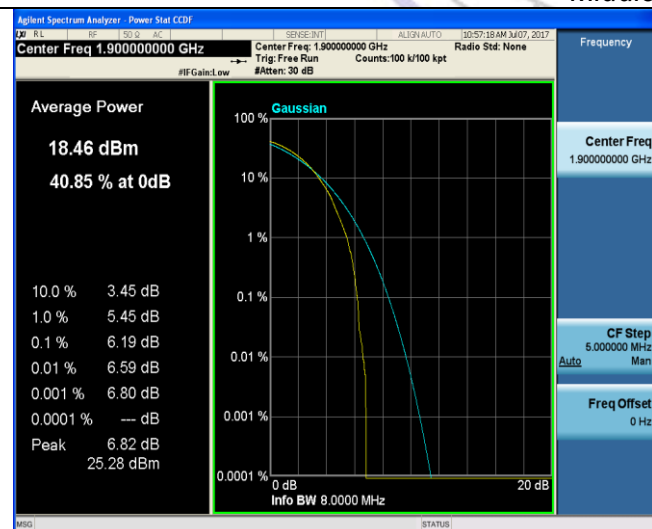 Agilent Spectrum Analyzer - Power Stat CCDF
RL RF 50 Ω AC SENSE:INT ALIGN AUTO 10:57:18 AM Jul 07, 2017
Center Freq 1.900000000 GHz
Center Freq: 1.900000000 GHz Radio Std: None
Trig: Free Run Counts:100 k/100 kpt
#IFGain:Low #Atten: 30 dB
Frequency
Average Power
18.46 dBm
40.85 % at 0dB
10.0 % 3.45 dB
1.0 % 5.45 dB
0.1 % 6.19 dB
0.01 % 6.59 dB
0.001 % 6.80 dB
0.0001 % --- dB
Peak 6.82 dB
25.28 dBm
Gaussian
100 %
10 %
1 %
0.1 %
0.01 %
0.001 %
0.0001 %
0 dB 20 dB
Info BW 8.0000 MHz
Center Freq
1.900000000 GHz
CF Step
5.000000 MHz
Auto Man
Freq Offset
0 Hz
MSG STATUS